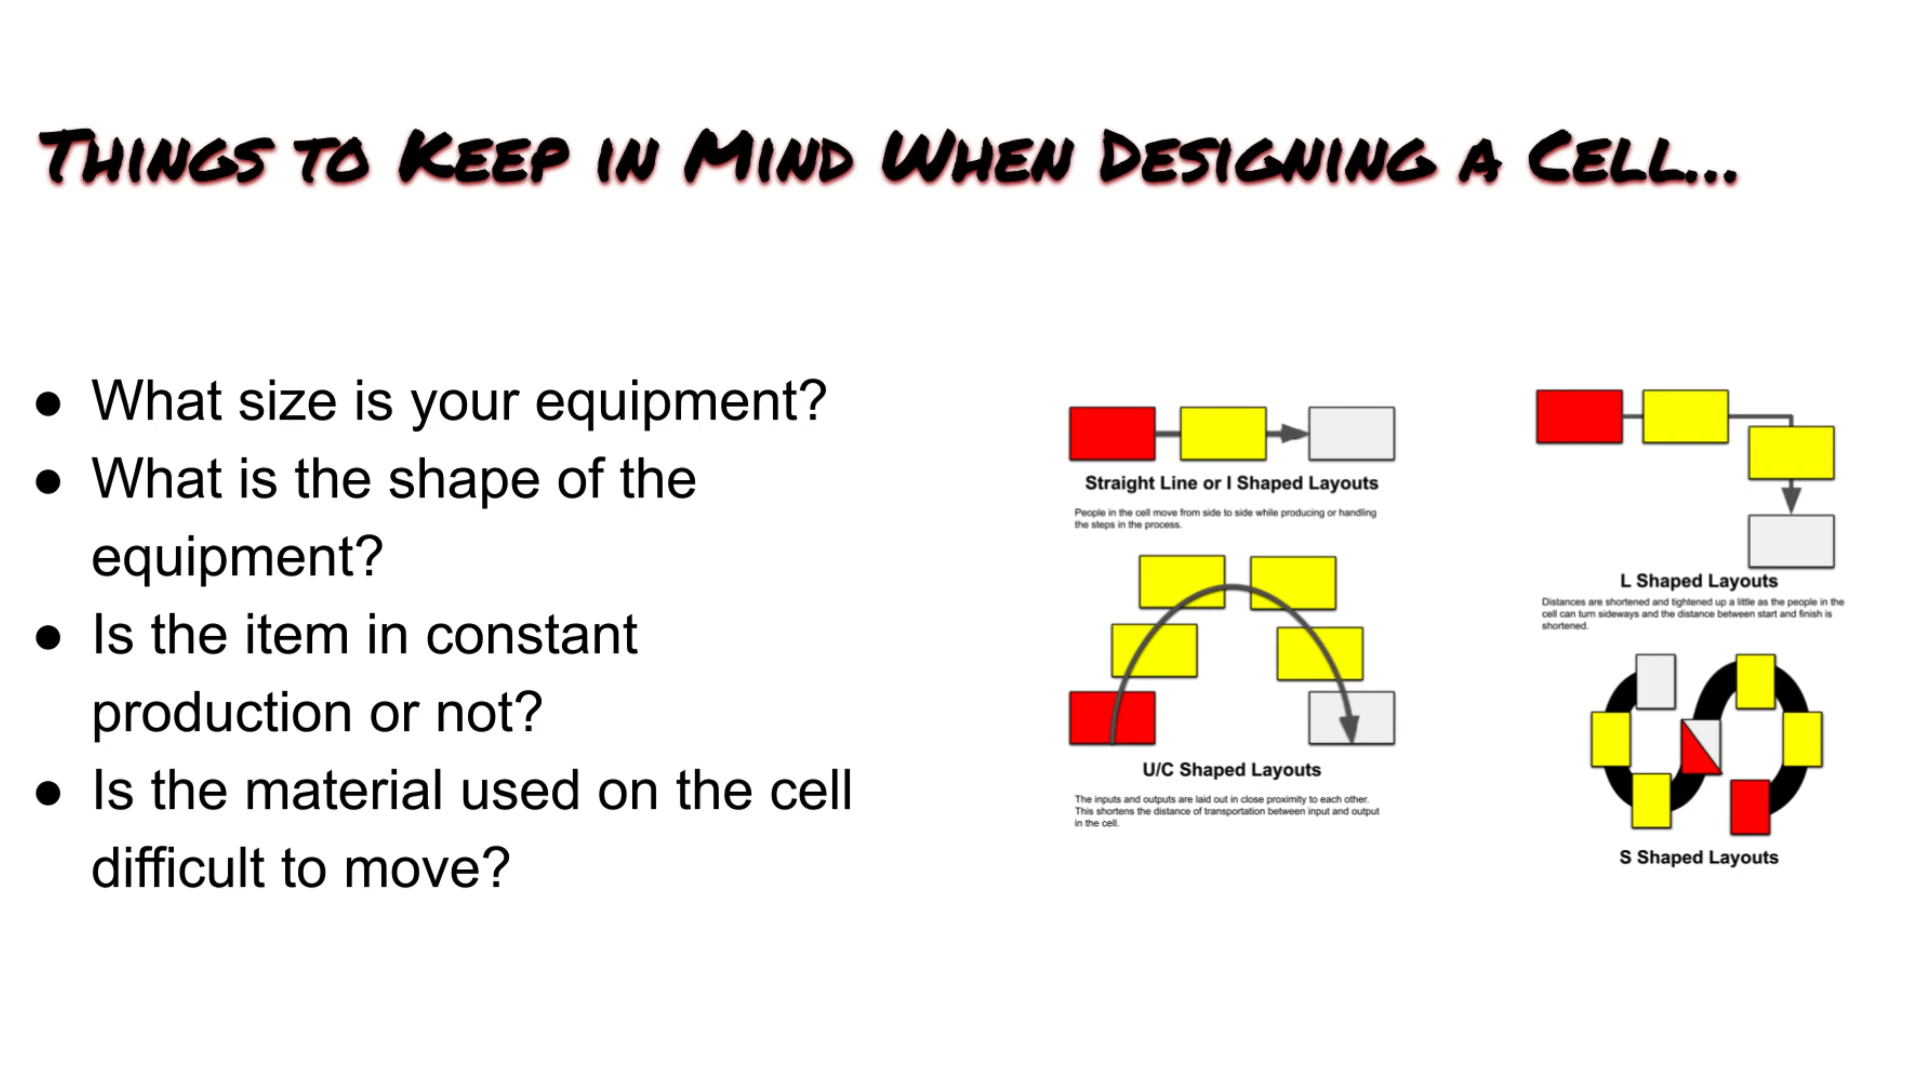 Things to Keep in Mind When Designing a Cell...
● What size is your equipment?
● What is the shape of the
equipment?
● Is the item in constant
production or not?
● Is the material used on the cell
difficult to move?
Straight Line or I Shaped Layouts
People in the cell move from side to side while producing or handling
the steps in the process.
U/C Shaped Layouts
The inputs and outputs are laid out in close proximity to each other.
This shortens the distance of transportation between input and output
in the cell.
L Shaped Layouts
Distances are shortened and tightened up a little as the people in the
cell can turn sideways and the distance between start and finish is
shortened.
S Shaped Layouts